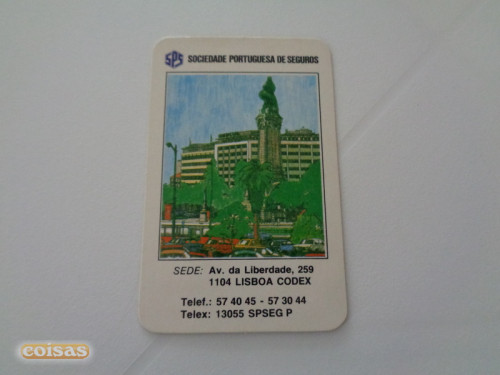 SPS SOCIEDADE PORTUGUESA DE SEGUROS
SEDE: Av. da Liberdade, 259
1104 LISBOA CODEX
Telef.: 57 40 45 - 57 30 44
Telex: 13055 SPSEG P
coisas